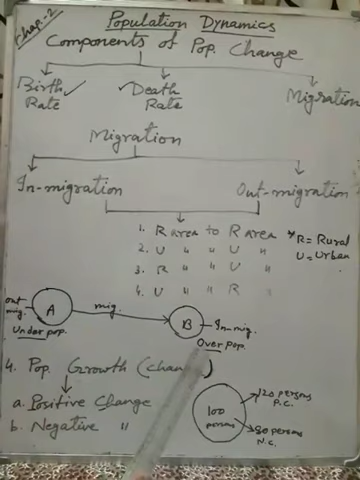 Chap.-2
Population Dynamics
Components of Pop. Change
Birth Rate
Death Rate
Migration
Migration
In-migration
Out-migration
1. R area to R area
2. U " " U "
3. R " " U "
4. U " " R "
* R = Rural
U = Urban
out mig.
A
mig.
B
In-mig.
Under pop.
Over pop.
4. Pop. Growth (change)
a. Positive Change
b. Negative "
100 persons
120 persons
P.C.
80 persons
N.C.